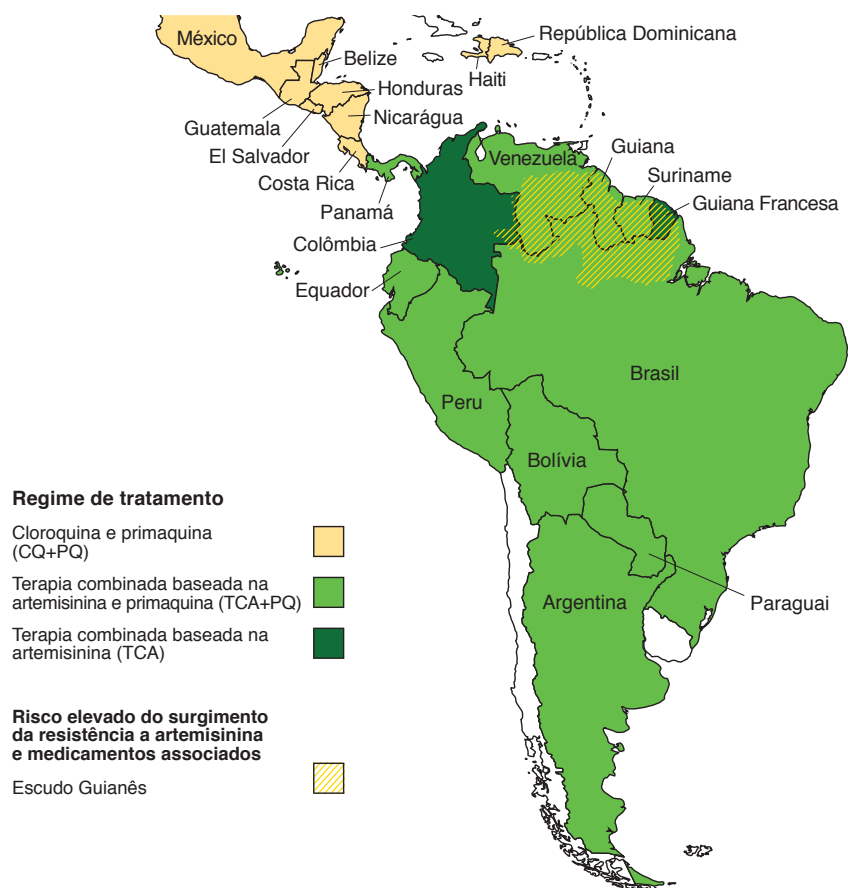 México
República Dominicana
Belize
Haiti
Honduras
Guatemala
Nicarágua
El Salvador
Costa Rica
Panamá
Venezuela
Guiana
Suriname
Guiana Francesa
Colômbia
Equador
Brasil
Peru
Bolívia
Argentina
Paraguai
Regime de tratamento
Cloroquina e primaquina
(CQ+PQ)
Terapia combinada baseada na
artemisinina e primaquina (TCA+PQ)
Terapia combinada baseada na
artemisinina (TCA)
Risco elevado do surgimento
da resistência a artemisinina
e medicamentos associados
Escudo Guianês